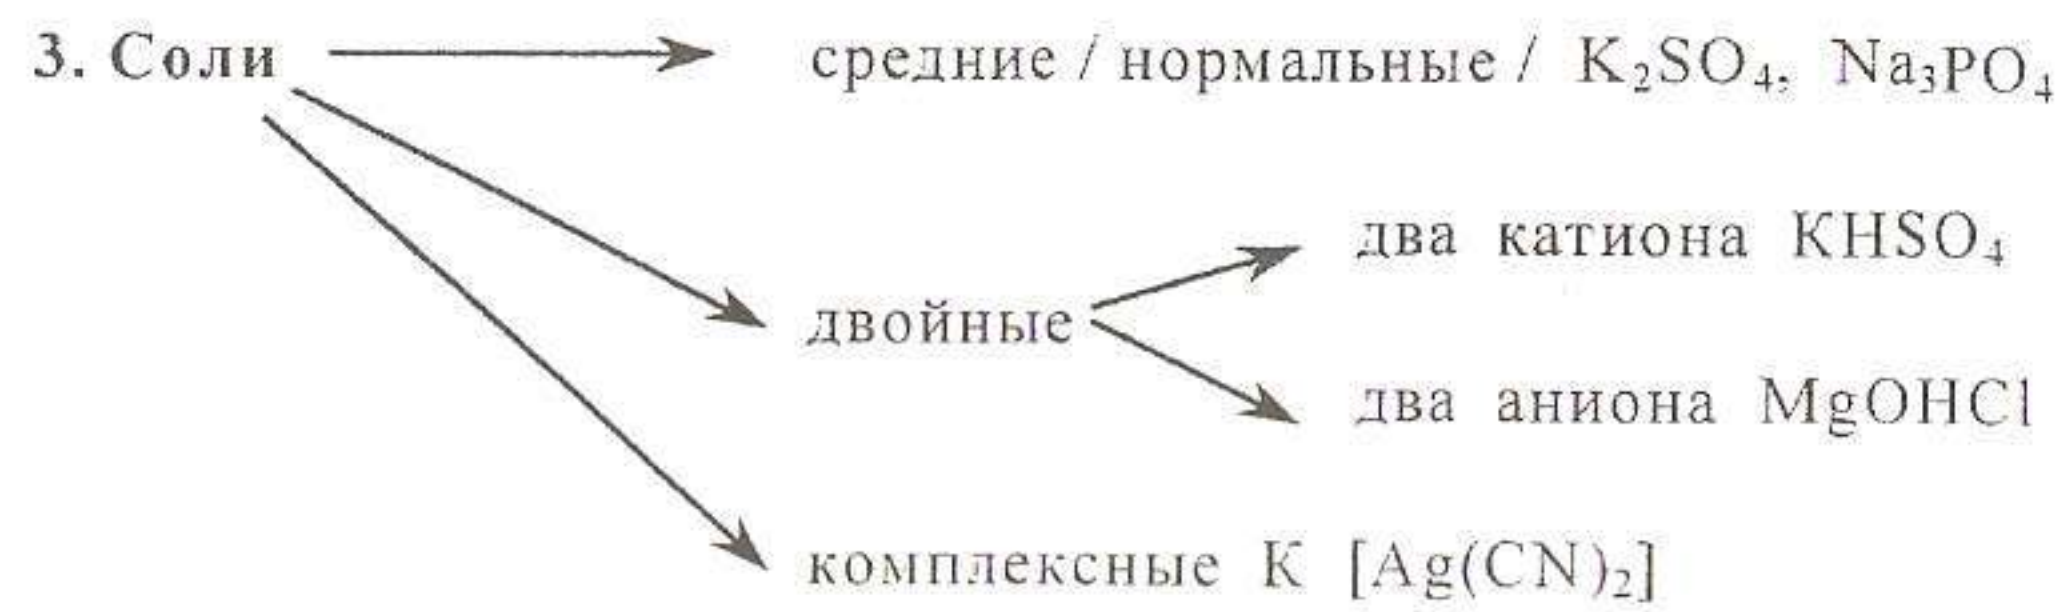 3. Соли средние / нормальные / K₂SO₄, Na₃PO₄
два катиона KHSO₄
двойные
два аниона MgOHCl
комплексные K [Ag(CN)₂]